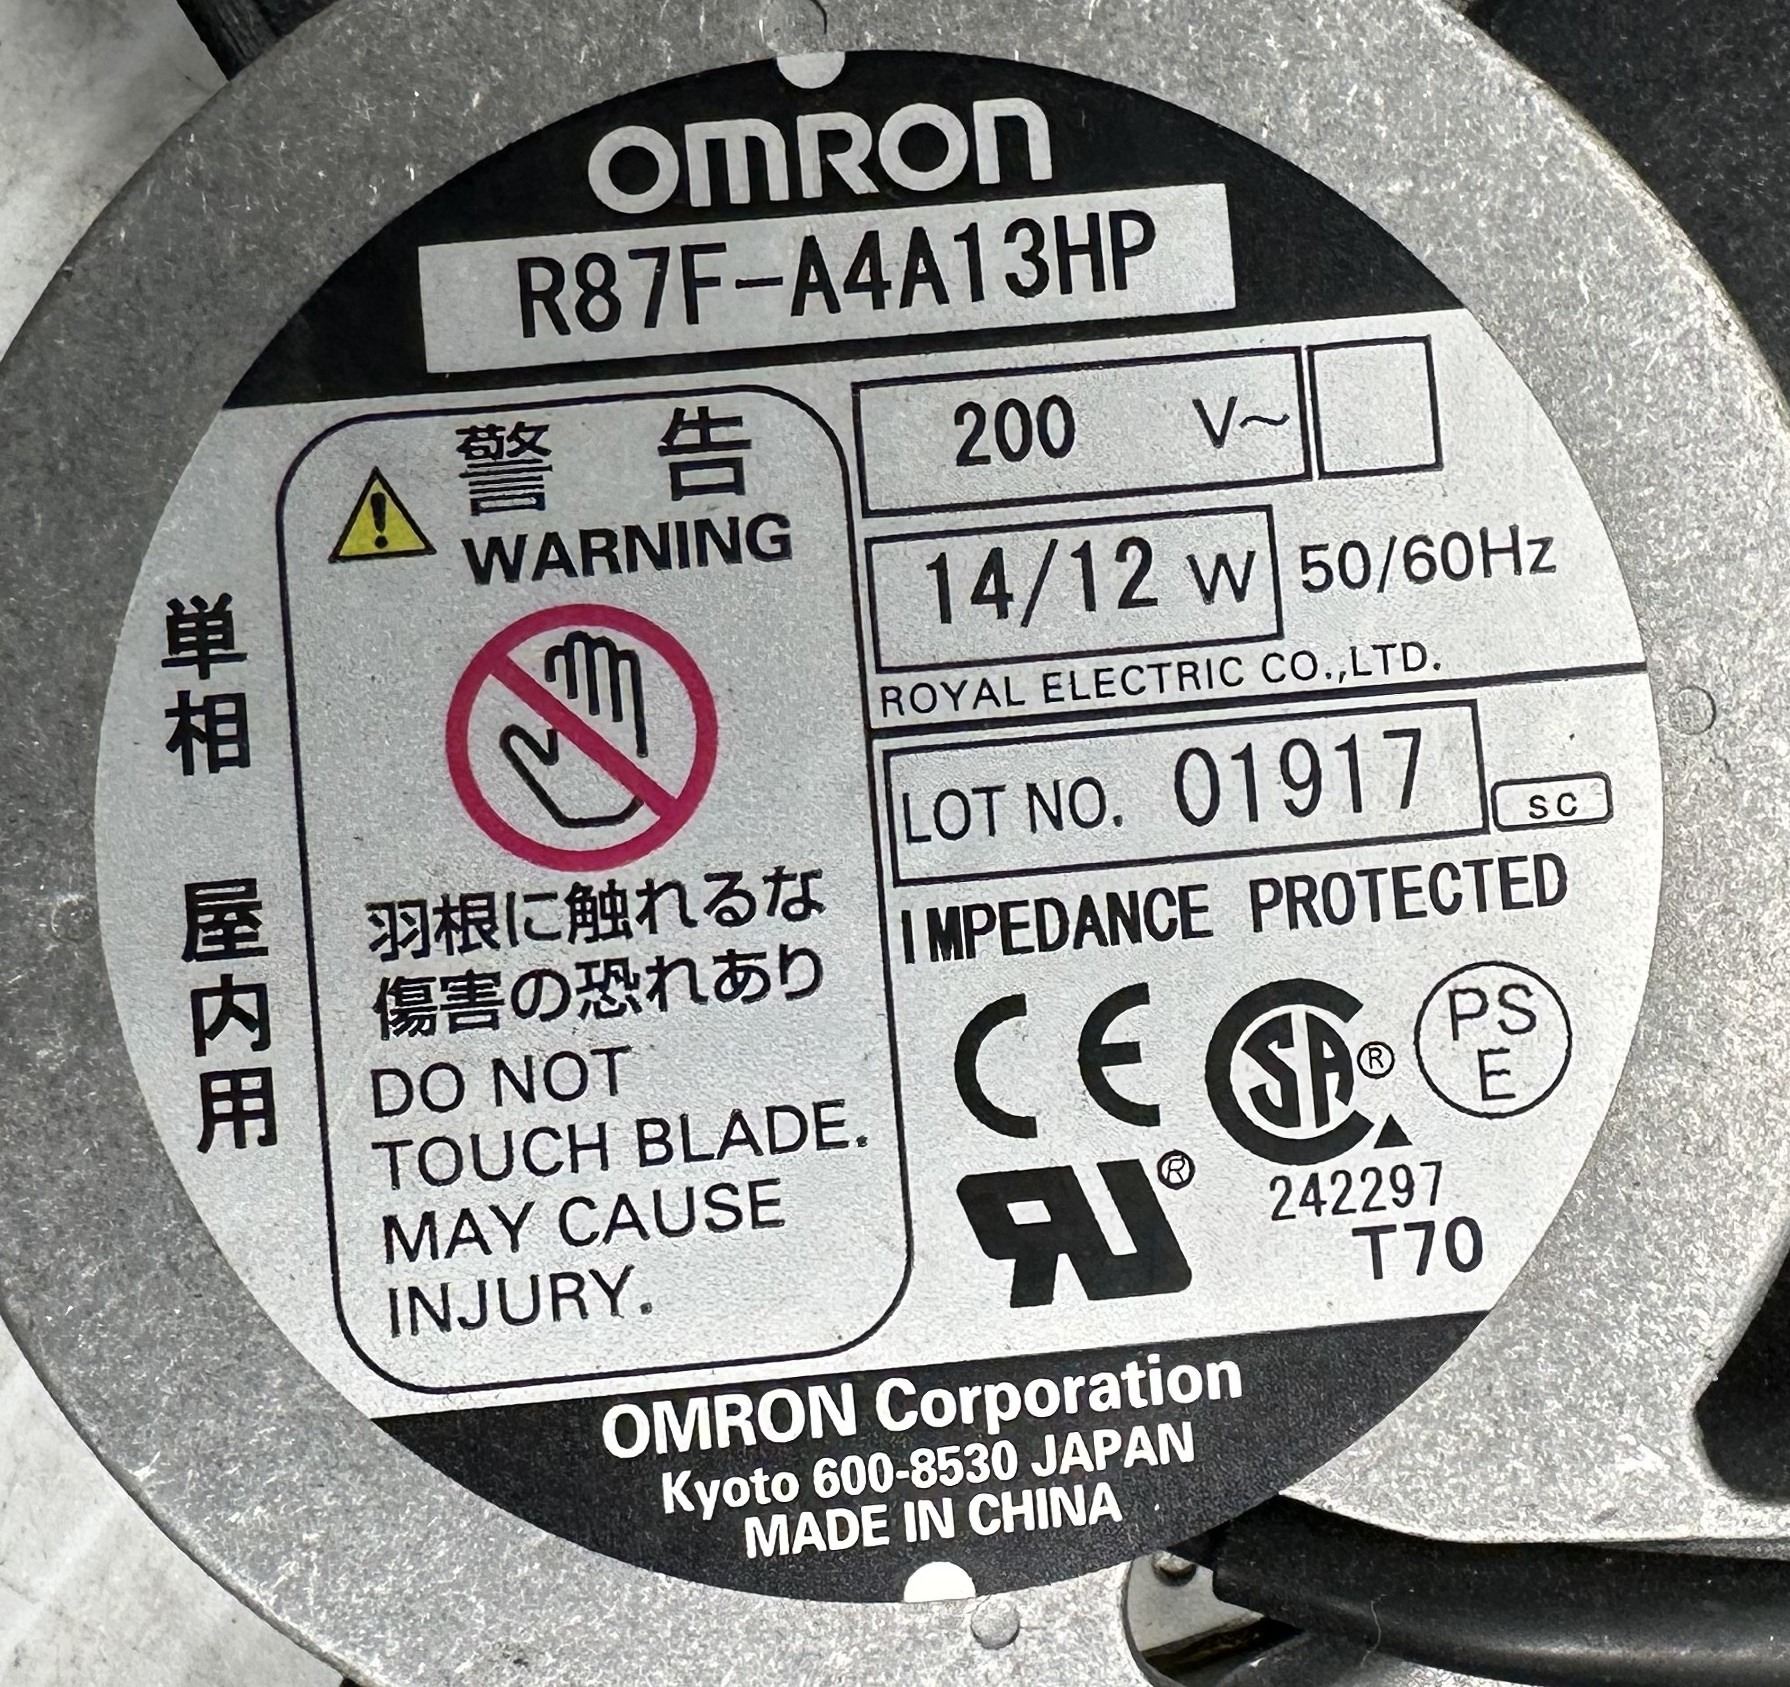 OMRON
R87F-A4A13HP
200 V~
14/12 W 50/60Hz
ROYAL ELECTRIC CO.,LTD.
LOT NO. 01917 SC
IMPEDANCE PROTECTED
CE SA® PS E
242297
RU®
T70
警告
WARNING
羽根に触れるな
傷害の恐れあり
DO NOT
TOUCH BLADE.
MAY CAUSE
INJURY.
単相 屋内用
OMRON Corporation
Kyoto 600-8530 JAPAN
MADE IN CHINA